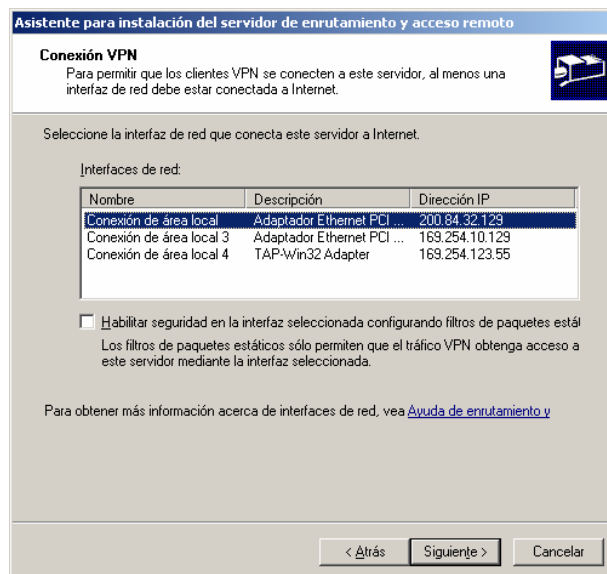 Asistente para instalación del servidor de enrutamiento y acceso remoto
Conexión VPN
Para permitir que los clientes VPN se conecten a este servidor, al menos una
interfaz de red debe estar conectada a Internet.
Seleccione la interfaz de red que conecta este servidor a Internet.
Interfaces de red:
Nombre Descripción Dirección IP
Conexión de área local Adaptador Ethernet PCI ... 200.84.32.129
Conexión de área local 3 Adaptador Ethernet PCI ... 169.254.10.129
Conexión de área local 4 TAP-Win32 Adapter 169.254.123.55
Habilitar seguridad en la interfaz seleccionada configurando filtros de paquetes está
Los filtros de paquetes estáticos sólo permiten que el tráfico VPN obtenga acceso a
este servidor mediante la interfaz seleccionada.
Para obtener más información acerca de interfaces de red, vea Ayuda de enrutamiento y
< Atrás Siguiente > Cancelar